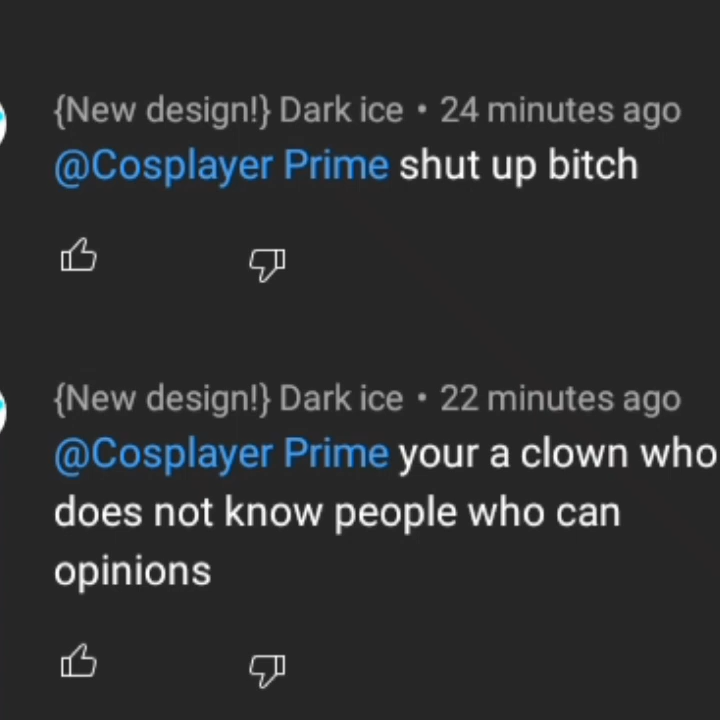 {New design!} Dark ice • 24 minutes ago
@Cosplayer Prime shut up bitch
{New design!} Dark ice • 22 minutes ago
@Cosplayer Prime your a clown who
does not know people who can
opinions